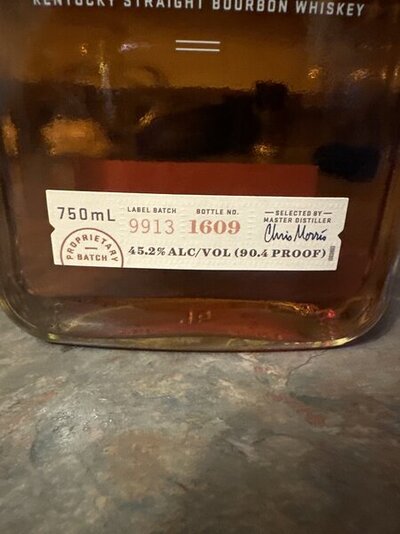 KENTUCKY STRAIGHT BOURBON WHISKEY
750mL
LABEL BATCH
9913
BOTTLE NO.
1609
SELECTED BY
MASTER DISTILLER
Chris Morris
PROPRIETARY
BATCH
45.2% ALC/VOL (90.4 PROOF)